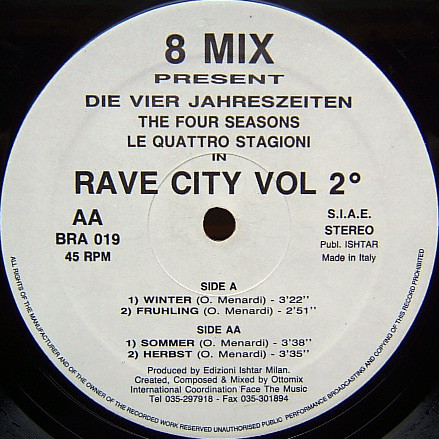 8 MIX
PRESENT
DIE VIER JAHRESZEITEN
THE FOUR SEASONS
LE QUATTRO STAGIONI
IN
RAVE CITY VOL 2°
AA
BRA 019
45 RPM
S.I.A.E.
STEREO
Publ. ISHTAR
Made in Italy
SIDE A
1) WINTER (O. Menardi) - 3'22"
2) FRUHLING (O. Menardi) - 2'51"
SIDE AA
1) SOMMER (O. Menardi) - 3'38"
2) HERBST (O. Menardi) - 3'35"
Produced by Edizioni Ishtar Milan.
Created, Composed & Mixed by Ottomix
International Coordination Face The Music
Tel 035-297918 - Fax 035-301894
ALL RIGHTS OF THE MANUFACTURER AND OF THE OWNER OF THE RECORDED WORK RESERVED UNAUTHORISED PUBLIC PERFORMANCE BROADCASTING AND COPYING OF THIS RECORD PROHIBITED